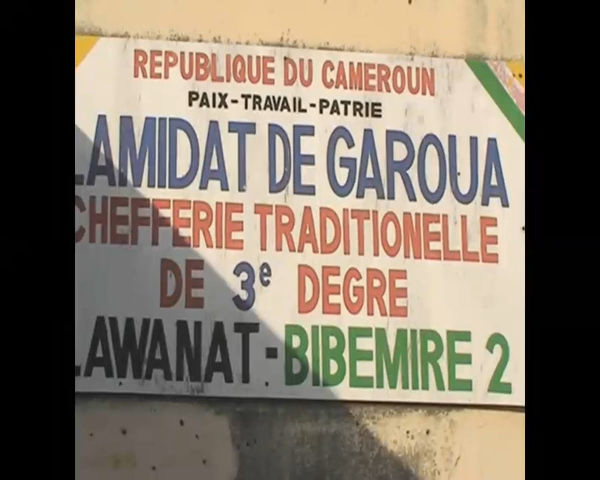 REPUBLIQUE DU CAMEROUN
PAIX-TRAVAIL-PATRIE
LAMIDAT DE GAROUA
CHEFFERIE TRADITIONELLE
DE 3e DEGRE
LAWANAT-BIBEMIRE 2